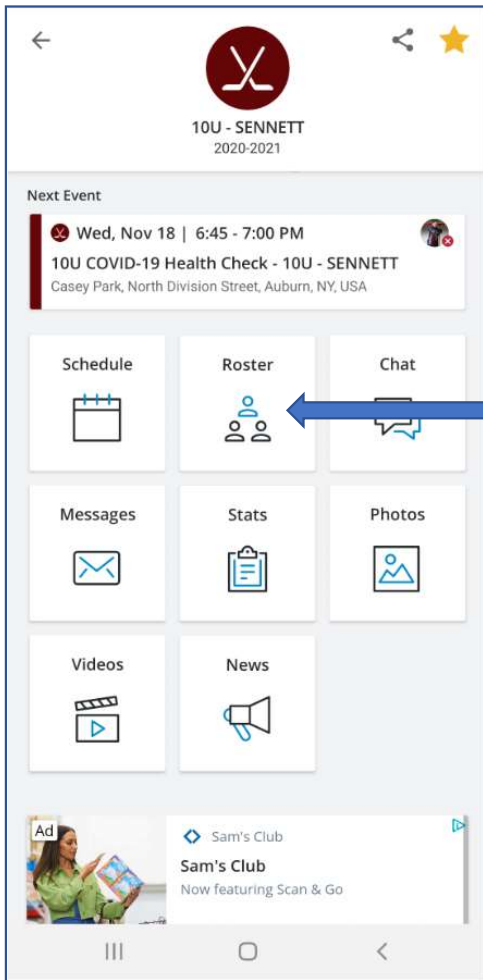 10U - SENNETT
2020-2021
Next Event
Wed, Nov 18 | 6:45 - 7:00 PM
10U COVID-19 Health Check - 10U - SENNETT
Casey Park, North Division Street, Auburn, NY, USA
Schedule
Roster
Chat
Messages
Stats
Photos
Videos
News
Ad
Sam's Club
Sam's Club
Now featuring Scan & Go